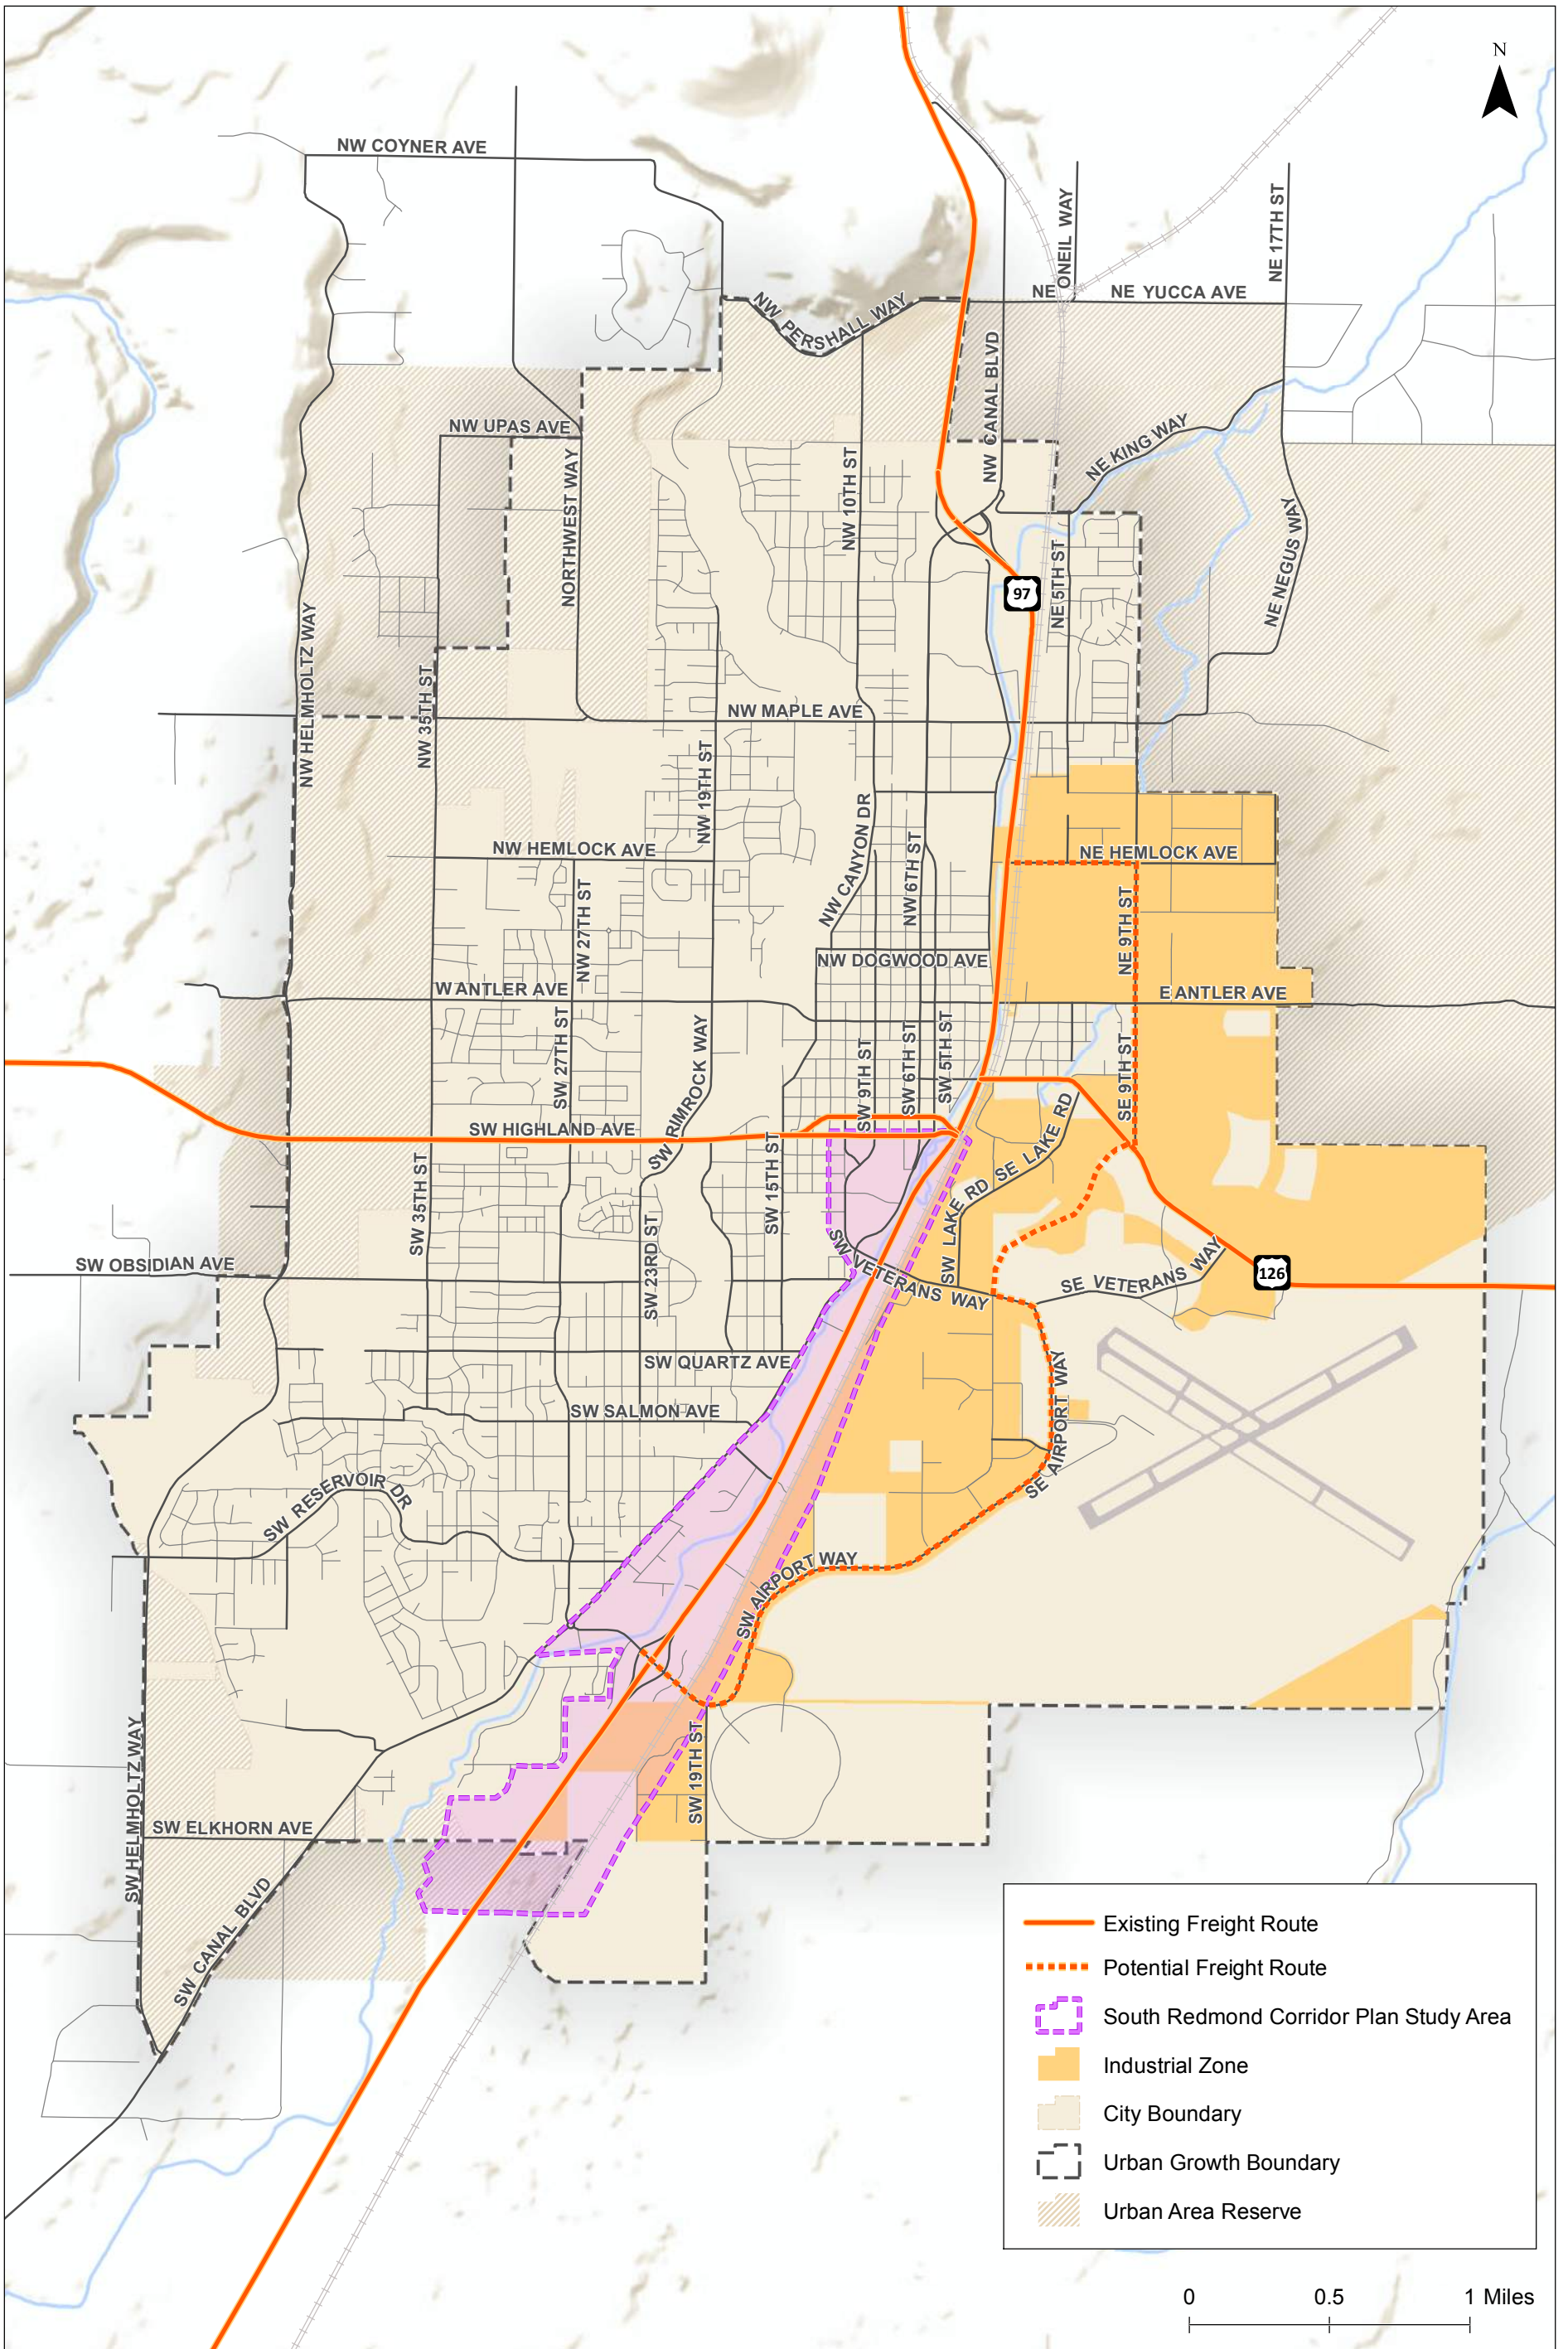 N
NW COYNER AVE
NE ONEIL WAY
NE 17TH ST
NE YUCCA AVE
NW PERSHALL WAY
NW CANAL BLVD
NW UPAS AVE
NE KING WAY
NORTHWEST WAY
NW 10TH ST
NE NEGUS WAY
NE 5TH ST
97
NW HELMHOLTZ WAY
NW 35TH ST
NW MAPLE AVE
NW 19TH ST
NW CANYON DR
NW 6TH ST
NW HEMLOCK AVE
NE HEMLOCK AVE
NW 27TH ST
NE 9TH ST
NW DOGWOOD AVE
W ANTLER AVE
E ANTLER AVE
SW 27TH ST
SW RIMROCK WAY
SW 9TH ST
SW 6TH ST
SW 5TH ST
SE 9TH ST
SW HIGHLAND AVE
SW 15TH ST
SE LAKE RD
SW LAKE RD
SW 35TH ST
SW 23RD ST
SW OBSIDIAN AVE
SW VETERANS WAY
SE VETERANS WAY
126
SW QUARTZ AVE
SE AIRPORT WAY
SW SALMON AVE
SW RESERVOIR DR
SW AIRPORT WAY
SW HELMHOLTZ WAY
SW 19TH ST
SW ELKHORN AVE
SW CANAL BLVD
Existing Freight Route
Potential Freight Route
South Redmond Corridor Plan Study Area
Industrial Zone
City Boundary
Urban Growth Boundary
Urban Area Reserve
0 0.5 1 Miles